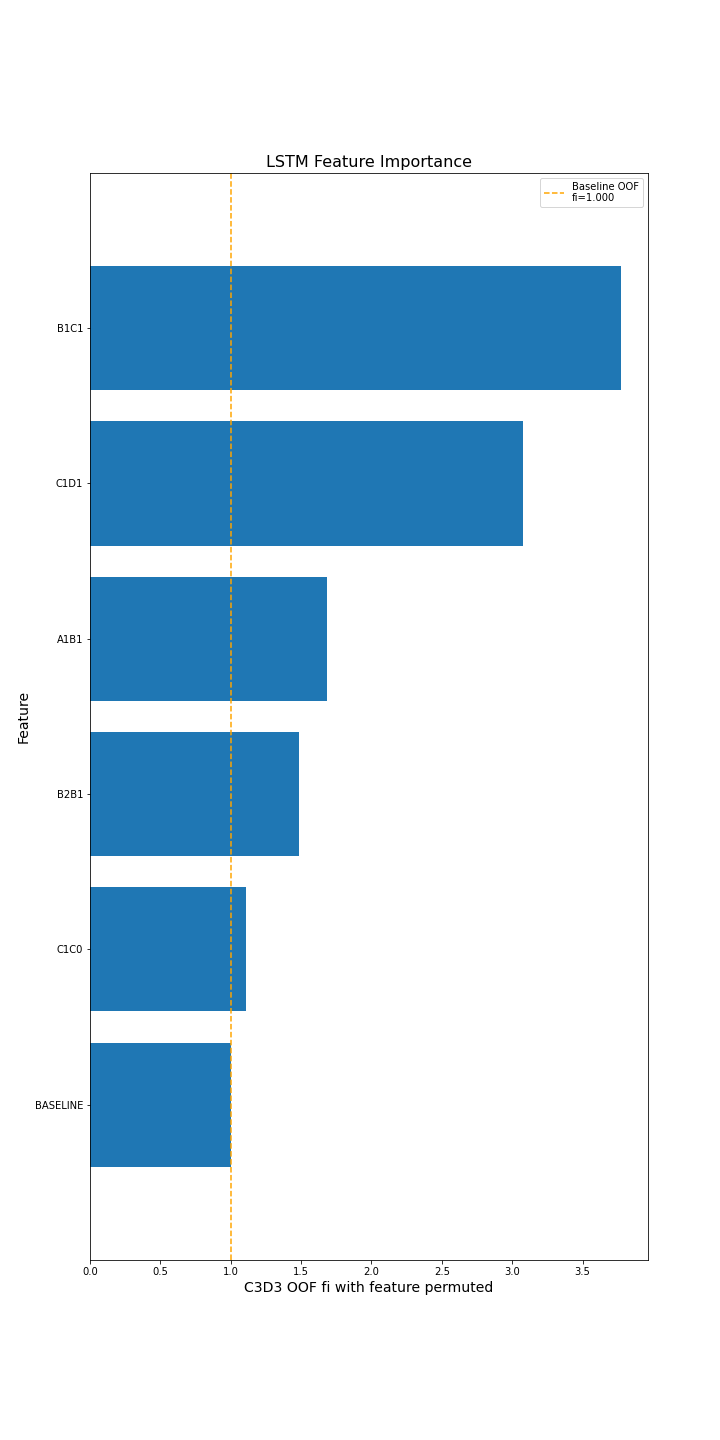 LSTM Feature Importance
Baseline OOF
fi=1.000
B1C1
C1D1
A1B1
Feature
B2B1
C1C0
BASELINE
0.0 0.5 1.0 1.5 2.0 2.5 3.0 3.5
C3D3 OOF fi with feature permuted